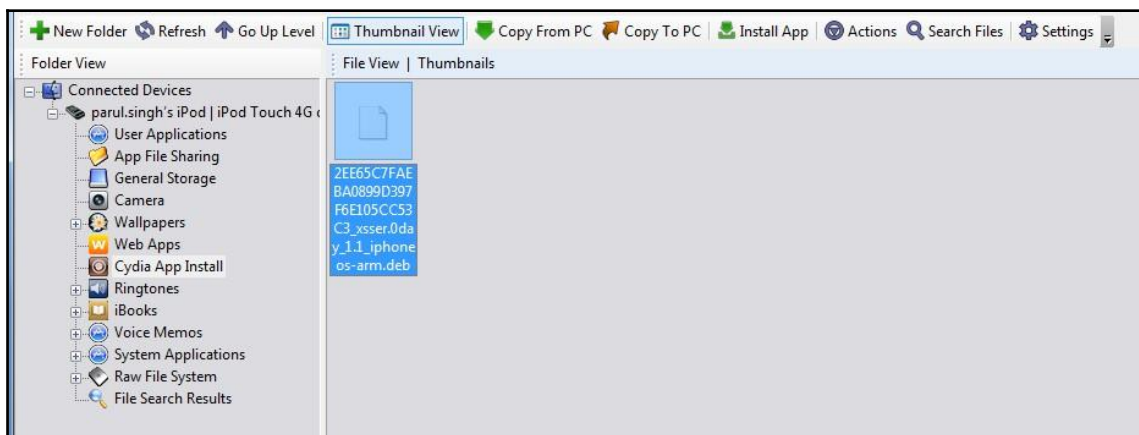 New Folder Refresh Go Up Level Thumbnail View Copy From PC Copy To PC Install App Actions Search Files Settings
Folder View
File View | Thumbnails
Connected Devices
parul.singh's iPod | iPod Touch 4G
User Applications
App File Sharing
General Storage
Camera
Wallpapers
Web Apps
Cydia App Install
Ringtones
iBooks
Voice Memos
System Applications
Raw File System
File Search Results
2EE65C7FAE
BA0899D397
F6E105CC53
C3_xsser.0da
y_1.1_iphone
os-arm.deb